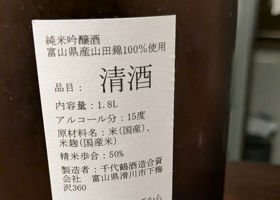 純米吟醸酒
富山県産山田錦100%使用
品目: 清酒
内容量:1.8L
アルコール分:15度
原材料名:米(国産)、
米麹(国産米)
精米歩合:50%
製造者:千代鶴酒造合資
会社 富山県滑川市下梅
沢360